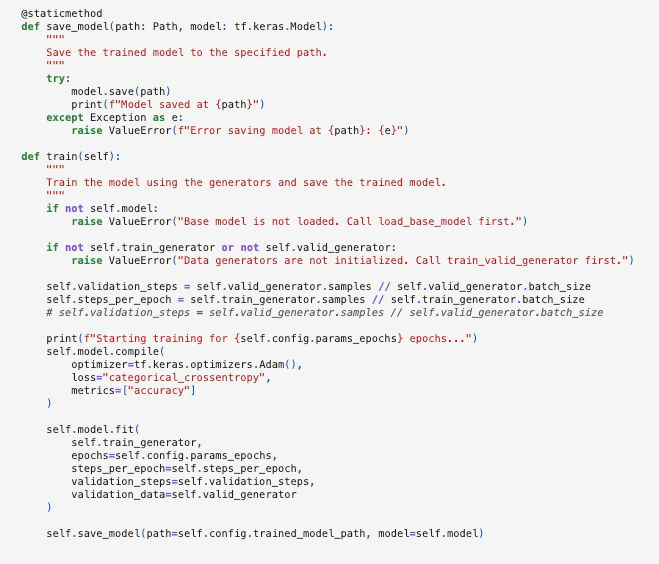 @staticmethod
def save_model(path: Path, model: tf.keras.Model):
    """
    Save the trained model to the specified path.
    """
    try:
        model.save(path)
        print(f"Model saved at {path}")
    except Exception as e:
        raise ValueError(f"Error saving model at {path}: {e}")

def train(self):
    """
    Train the model using the generators and save the trained model.
    """
    if not self.model:
        raise ValueError("Base model is not loaded. Call load_base_model first.")

    if not self.train_generator or not self.valid_generator:
        raise ValueError("Data generators are not initialized. Call train_valid_generator first.")

    self.validation_steps = self.valid_generator.samples // self.valid_generator.batch_size
    self.steps_per_epoch = self.train_generator.samples // self.train_generator.batch_size
    # self.validation_steps = self.valid_generator.samples // self.valid_generator.batch_size

    print(f"Starting training for {self.config.params_epochs} epochs...")
    self.model.compile(
        optimizer=tf.keras.optimizers.Adam(),
        loss="categorical_crossentropy",
        metrics=["accuracy"]
    )

    self.model.fit(
        self.train_generator,
        epochs=self.config.params_epochs,
        steps_per_epoch=self.steps_per_epoch,
        validation_steps=self.validation_steps,
        validation_data=self.valid_generator
    )

    self.save_model(path=self.config.trained_model_path, model=self.model)